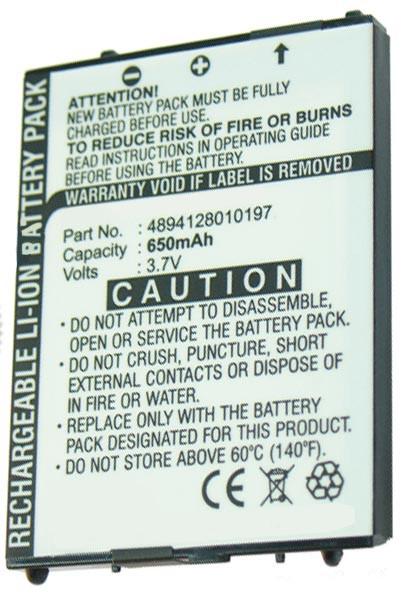 ATTENTION!
NEW BATTERY PACK MUST BE FULLY
CHARGED BEFORE USING.
TO REDUCE RISK OF FIRE OR BURNS
READ INSTRUCTIONS IN OPERATING GUIDE
BEFORE USING THE BATTERY.
WARRANTY VOID IF LABEL IS REMOVED
Part No. : 4894128010197
Capacity : 650mAh
Volts : 3.7V
CAUTION
• DO NOT ATTEMPT TO DISASSEMBLE,
OPEN OR SERVICE THE BATTERY PACK.
• DO NOT CRUSH, PUNCTURE, SHORT
EXTERNAL CONTACTS OR DISPOSE
IN FIRE OR WATER.
• REPLACE ONLY WITH THE BATTERY
PACK DESIGNATED FOR THIS UNIT.
• DO NOT STORE ABOVE 60°C (140°F).
CE
RECHARGEABLE LI-ION BATTERY PACK